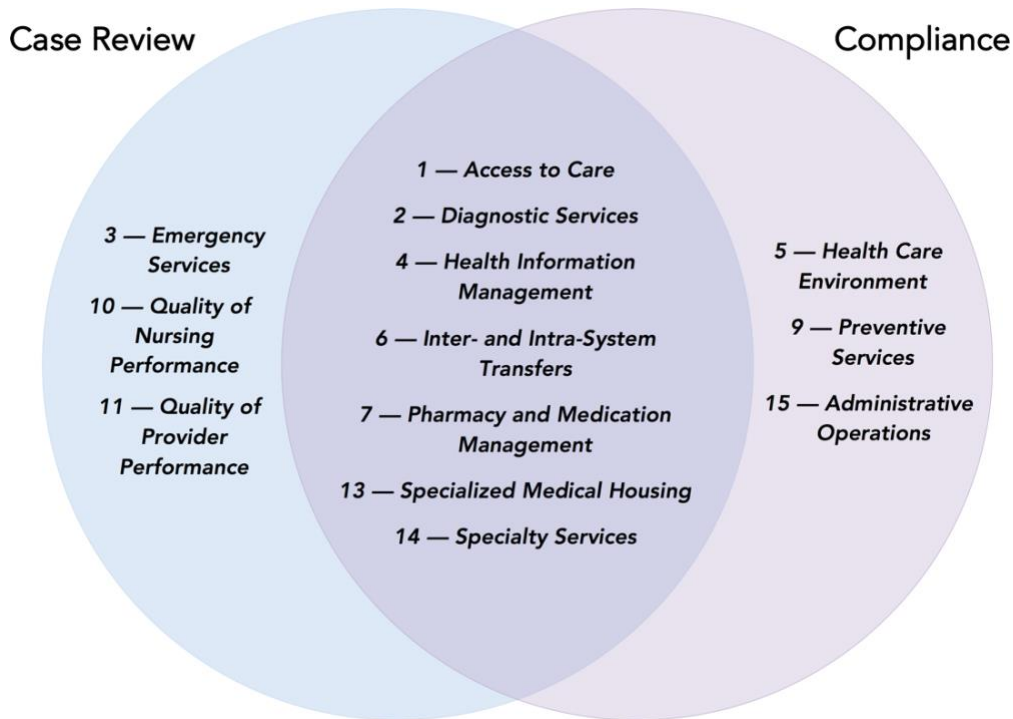 Case Review
Compliance
3 — Emergency
Services
10 — Quality of
Nursing
Performance
11 — Quality of
Provider
Performance
1 — Access to Care
2 — Diagnostic Services
4 — Health Information
Management
6 — Inter- and Intra-System
Transfers
7 — Pharmacy and Medication
Management
13 — Specialized Medical Housing
14 — Specialty Services
5 — Health Care
Environment
9 — Preventive
Services
15 — Administrative
Operations